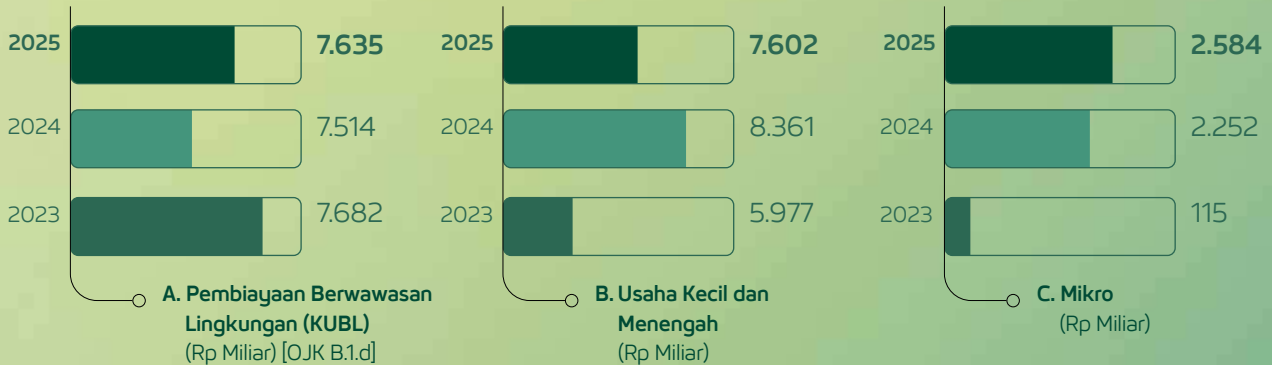 2025
7.635
2024
7.514
2023
7.682
A. Pembiayaan Berwawasan
Lingkungan (KUBL)
(Rp Miliar) [OJK B.1.d]
2025
7.602
2024
8.361
2023
5.977
B. Usaha Kecil dan
Menengah
(Rp Miliar)
2025
2.584
2024
2.252
2023
115
C. Mikro
(Rp Miliar)